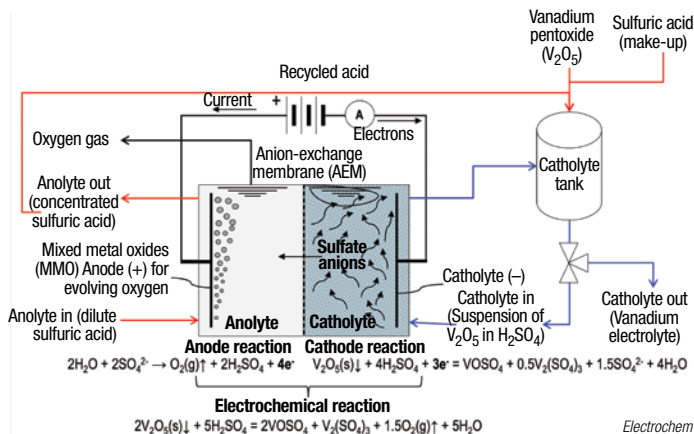 Vanadium
pentoxide
(V₂O₅)
Sulfuric acid
(make-up)
Recycled acid
Current
+
A
Electrons
Oxygen gas
Anion-exchange
membrane (AEM)
Catholyte
tank
Anolyte out
(concentrated
sulfuric acid)
Sulfate
anions
Mixed metal oxides
(MMO) Anode (+) for
evolving oxygen
Catholyte (–)
Catholyte in
(Suspension of
V₂O₅ in H₂SO₄)
Catholyte out
(Vanadium
electrolyte)
Anolyte in (dilute
sulfuric acid)
Anolyte
Catholyte
Anode reaction
Cathode reaction
2H₂O + 2SO₄²⁻ → O₂(g)↑ + 2H₂SO₄ + 4e⁻
V₂O₅(s)↓ + 4H₂SO₄ + 3e⁻ = VOSO₄ + 0.5V₂(SO₄)₃ + 1.5SO₄²⁻ + 4H₂O
Electrochemical reaction
2V₂O₅(s)↓ + 5H₂SO₄ = 2VOSO₄ + V₂(SO₄)₃ + 1.5O₂(g)↑ + 5H₂O
Electrochem